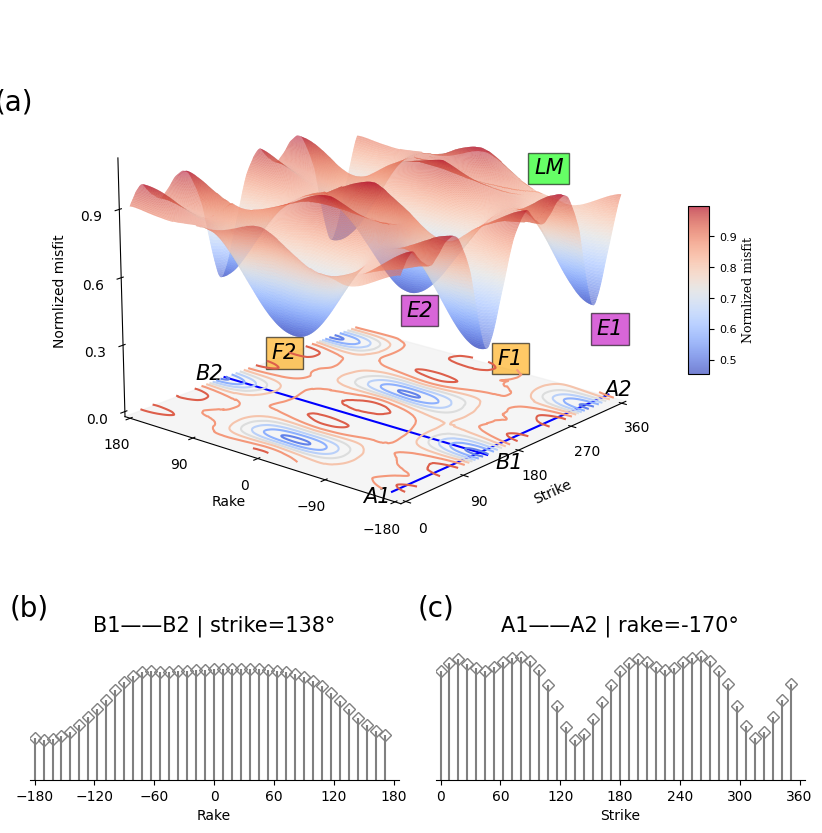 (a)
LM
0.9
0.6
0.3
0.0
Normlized misfit
E2
E1
F2
F1
B2
B1
A1
A2
180
90
0
−90
−180
Rake
0
90
180
270
360
Strike
0.9
0.8
0.7
0.6
0.5
Normlized misfit
(b)
B1——B2 | strike=138°
−180 −120 −60 0 60 120 180
Rake
(c)
A1——A2 | rake=-170°
0 60 120 180 240 300 360
Strike